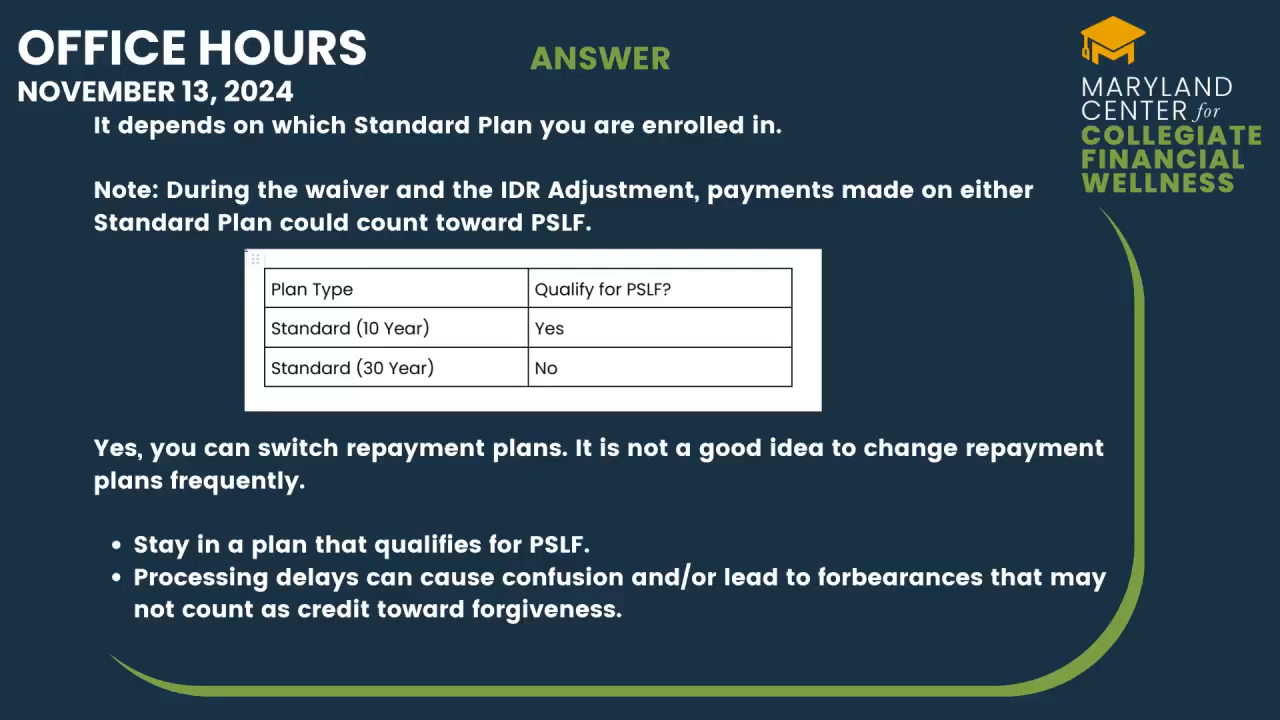 OFFICE HOURS
NOVEMBER 13, 2024
ANSWER
MARYLAND
CENTER for
COLLEGIATE
FINANCIAL
WELLNESS
It depends on which Standard Plan you are enrolled in.
Note: During the waiver and the IDR Adjustment, payments made on either
Standard Plan could count toward PSLF.
Plan Type Qualify for PSLF?
Standard (10 Year) Yes
Standard (30 Year) No
Yes, you can switch repayment plans. It is not a good idea to change repayment
plans frequently.
• Stay in a plan that qualifies for PSLF.
• Processing delays can cause confusion and/or lead to forbearances that may
not count as credit toward forgiveness.